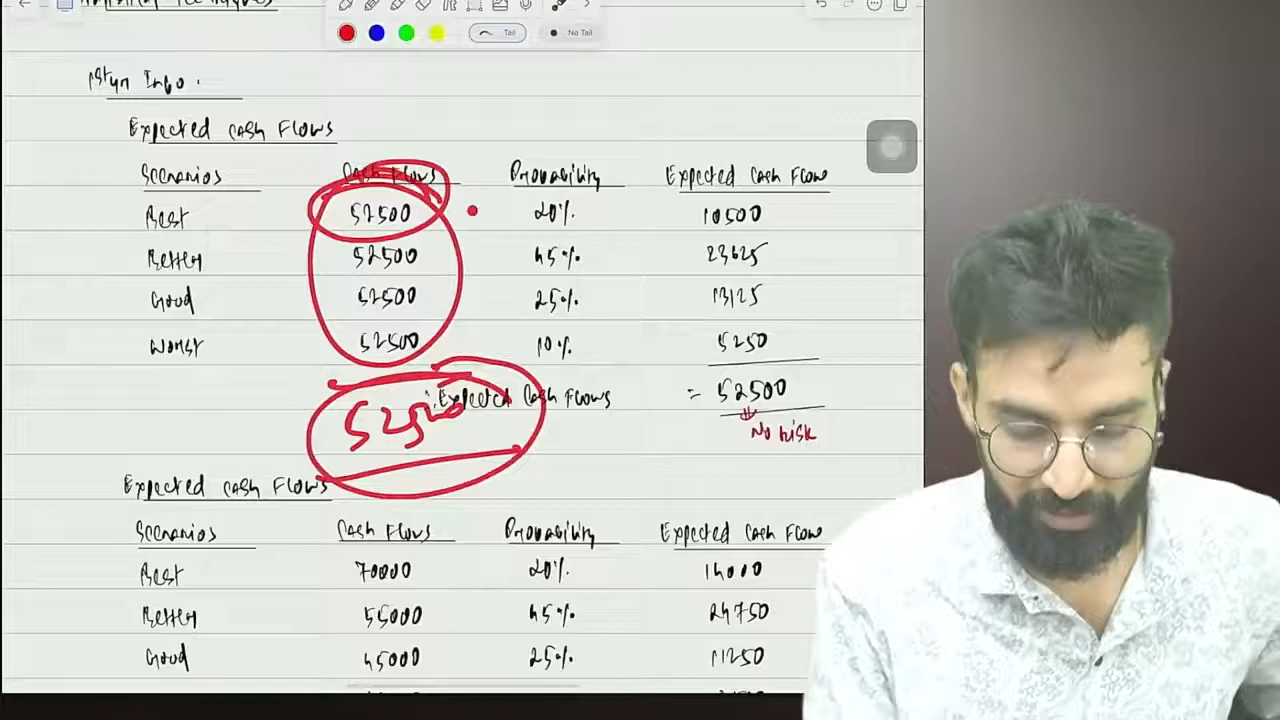 Tail
No Tail
1st yr Info.
Expected Cash Flows
Scenarios Cash Flows Probability Expected Cash Flow
Best 52500 20% 10500
Better 52500 45% 23625
Good 52500 25% 13125
Worst 52500 10% 5250
∴ Expected Cash Flows = 52500
52500
No Risk
Expected Cash Flows
Scenarios Cash Flows Probability Expected Cash Flow
Best 70000 20% 14000
Better 55000 45% 24750
Good 45000 25% 11250